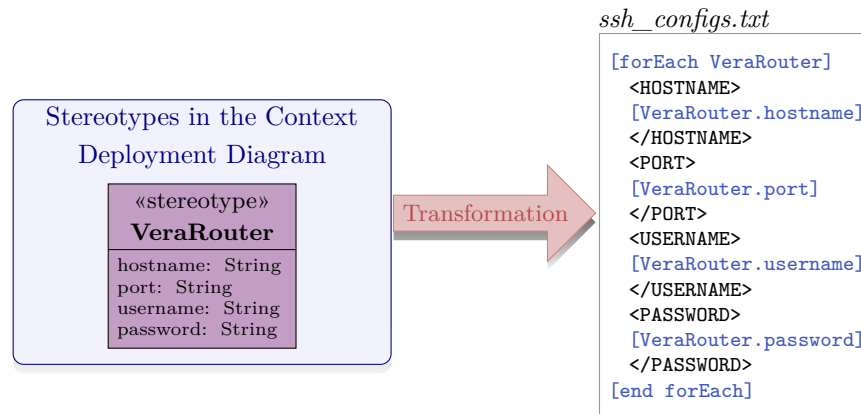 Stereotypes in the Context
Deployment Diagram
«stereotype»
VeraRouter
hostname: String
port: String
username: String
password: String
Transformation
ssh_configs.txt
[forEach VeraRouter]
<HOSTNAME>
[VeraRouter.hostname]
</HOSTNAME>
<PORT>
[VeraRouter.port]
</PORT>
<USERNAME>
[VeraRouter.username]
</USERNAME>
<PASSWORD>
[VeraRouter.password]
</PASSWORD>
[end forEach]